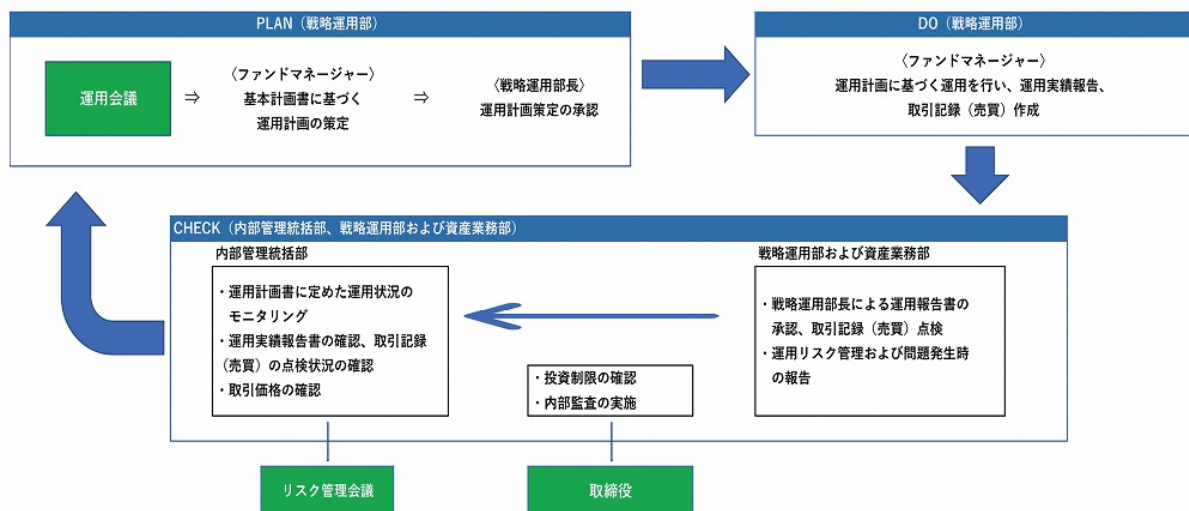 PLAN（戦略運用部）
運用会議
⇒
〈ファンドマネージャー〉
基本計画書に基づく
運用計画の策定
⇒
〈戦略運用部長〉
運用計画策定の承認
DO（戦略運用部）
〈ファンドマネージャー〉
運用計画に基づく運用を行い、運用実績報告、
取引記録（売買）作成
CHECK（内部管理統括部、戦略運用部および資産業務部）
内部管理統括部
・運用計画書に定めた運用状況の
モニタリング
・運用実績報告書の確認、取引記録
（売買）の点検状況の確認
・取引価格の確認
・投資制限の確認
・内部監査の実施
戦略運用部および資産業務部
・戦略運用部長による運用報告書の
承認、取引記録（売買）点検
・運用リスク管理および問題発生時
の報告
リスク管理会議
取締役